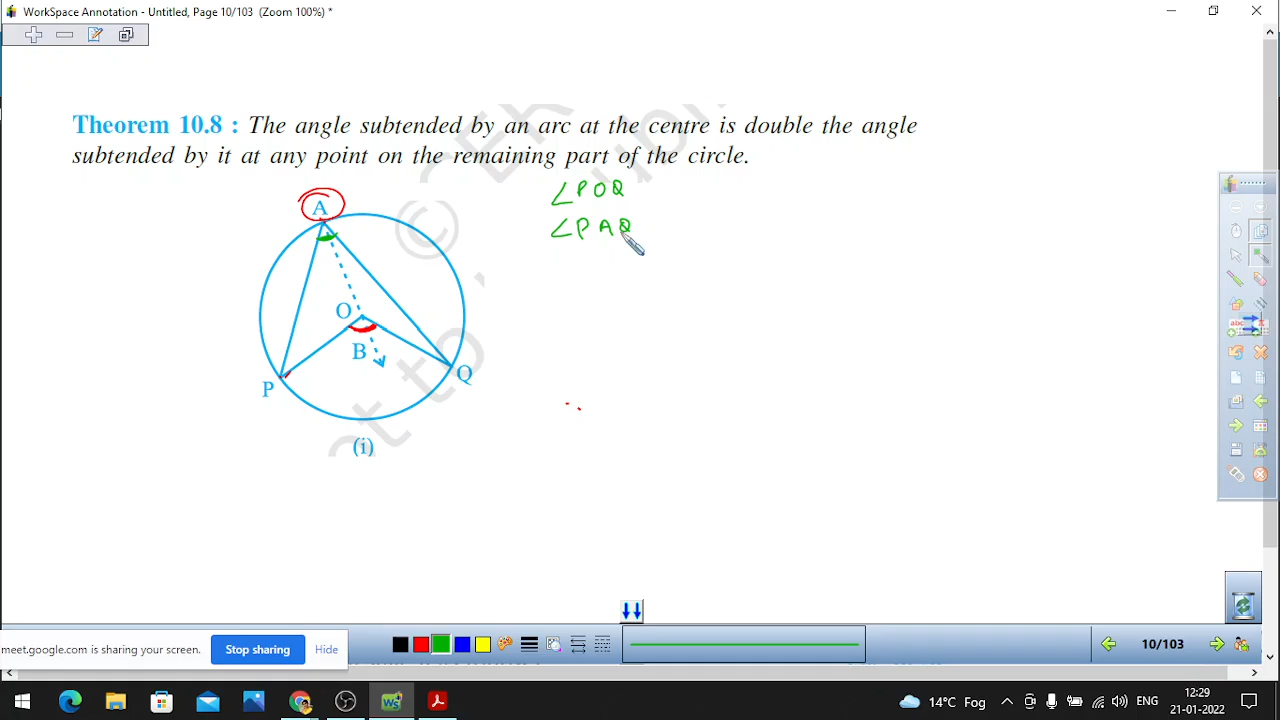 WorkSpace Annotation - Untitled, Page 10/103 (Zoom 100%) *
Theorem 10.8 : The angle subtended by an arc at the centre is double the angle
subtended by it at any point on the remaining part of the circle.
∠POQ
∠PAQ
A
O
B
P
Q
(i)
meet.google.com is sharing your screen.
Stop sharing
Hide
10/103
14°C Fog
ENG
12:29
21-01-2022